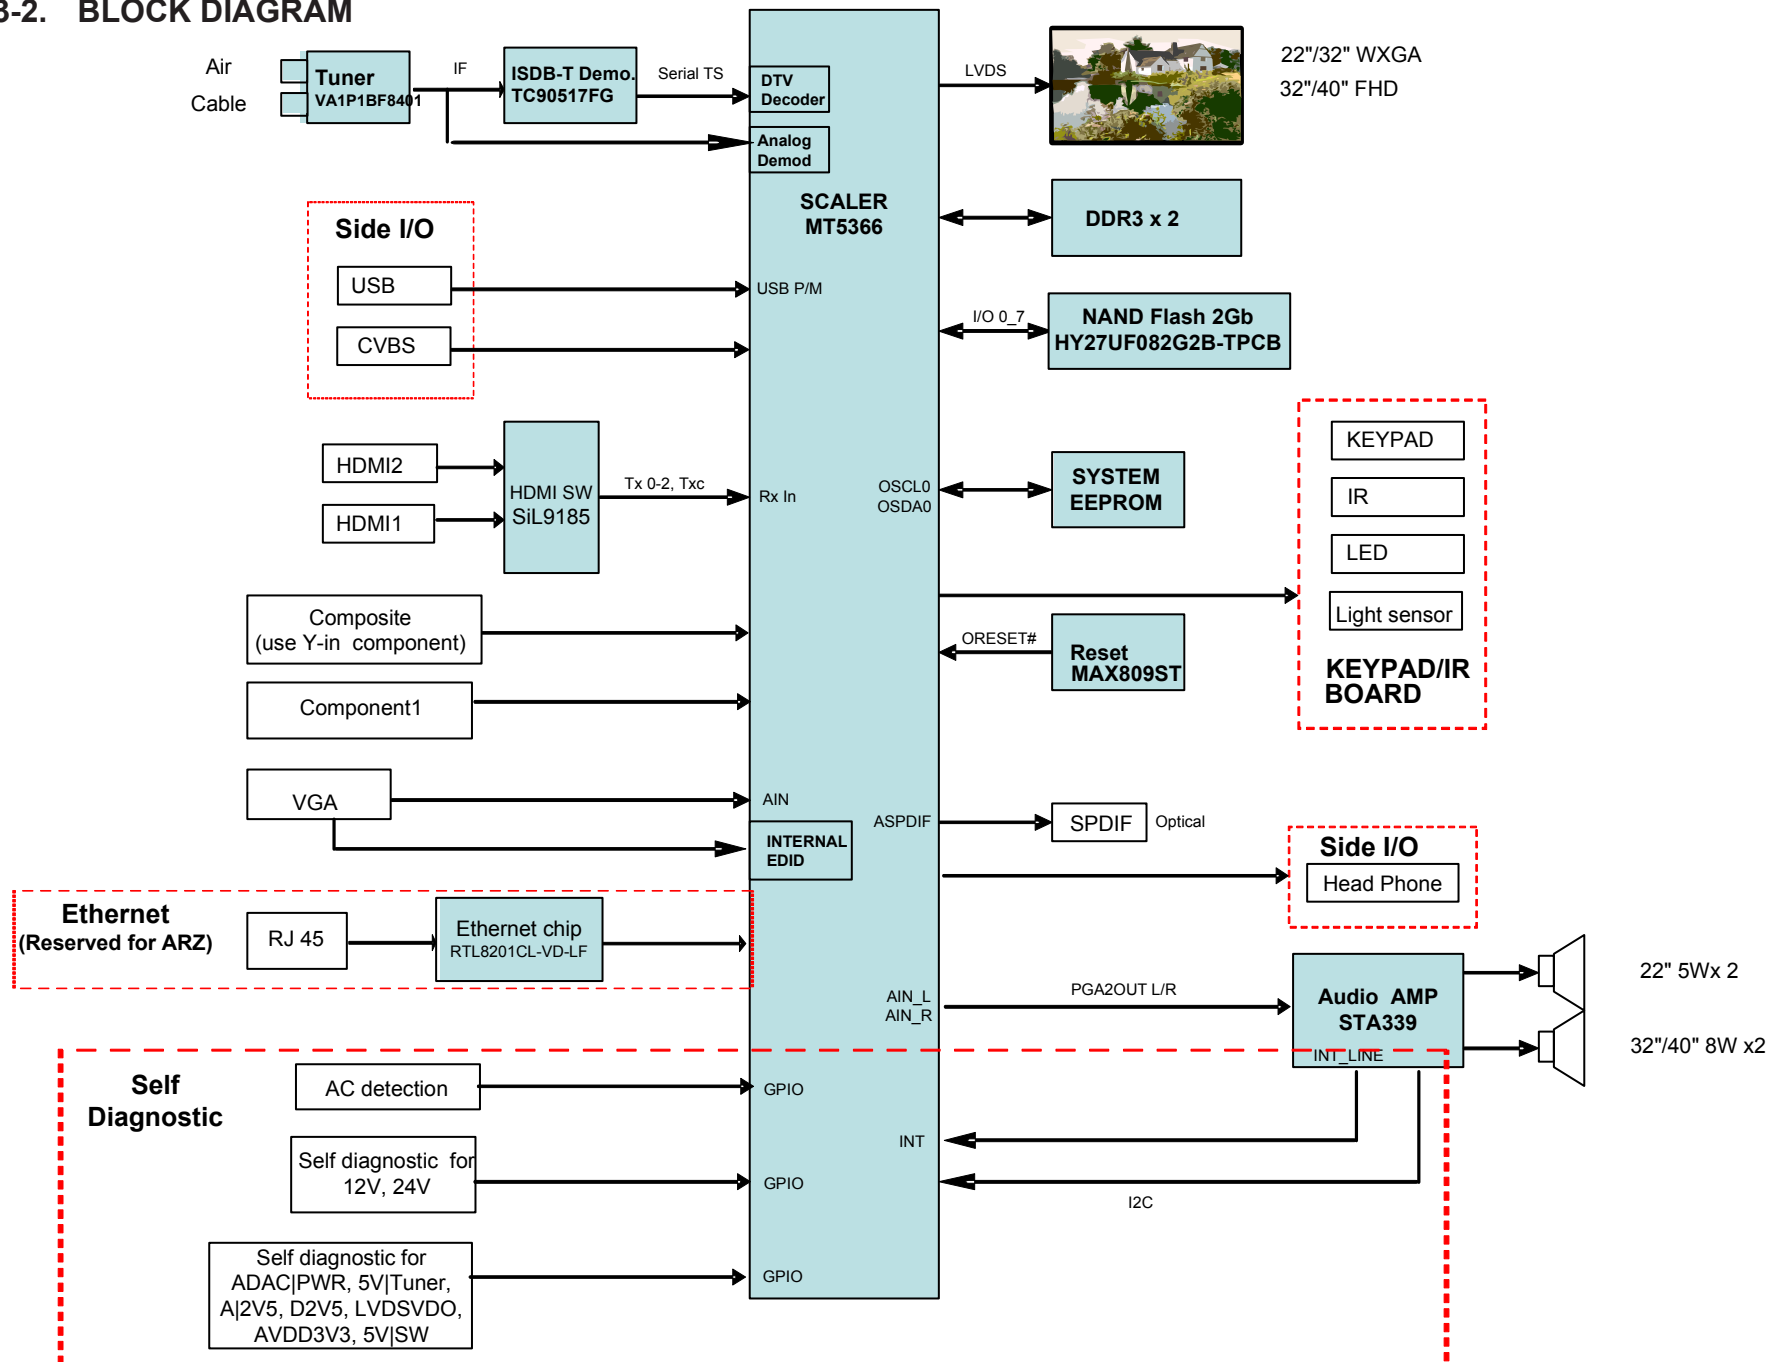 3-2. BLOCK DIAGRAM
Air
Cable
Tuner
VA1P1BF8401
IF
ISDB-T Demo.
TC90517FG
Serial TS
DTV
Decoder
Analog
Demod
SCALER
MT5366
LVDS
22"/32" WXGA
32"/40" FHD
DDR3 x 2
Side I/O
USB
USB P/M
CVBS
I/O 0_7
NAND Flash 2Gb
HY27UF082G2B-TPCB
HDMI2
HDMI1
HDMI SW
SiL9185
Tx 0-2, Txc
Rx In
OSCL0
OSDA0
SYSTEM
EEPROM
KEYPAD
IR
LED
Light sensor
KEYPAD/IR
BOARD
Composite
(use Y-in component)
ORESET#
Reset
MAX809ST
Component1
VGA
AIN
INTERNAL
EDID
ASPDIF
SPDIF
Optical
Side I/O
Head Phone
Ethernet
(Reserved for ARZ)
RJ 45
Ethernet chip
RTL8201CL-VD-LF
AIN_L
AIN_R
PGA2OUT L/R
Audio AMP
STA339
INT_LINE
22" 5Wx 2
32"/40" 8W x2
Self
Diagnostic
AC detection
GPIO
INT
Self diagnostic for
12V, 24V
GPIO
I2C
Self diagnostic for
ADAC|PWR, 5V|Tuner,
A|2V5, D2V5, LVDSVDO,
AVDD3V3, 5V|SW
GPIO